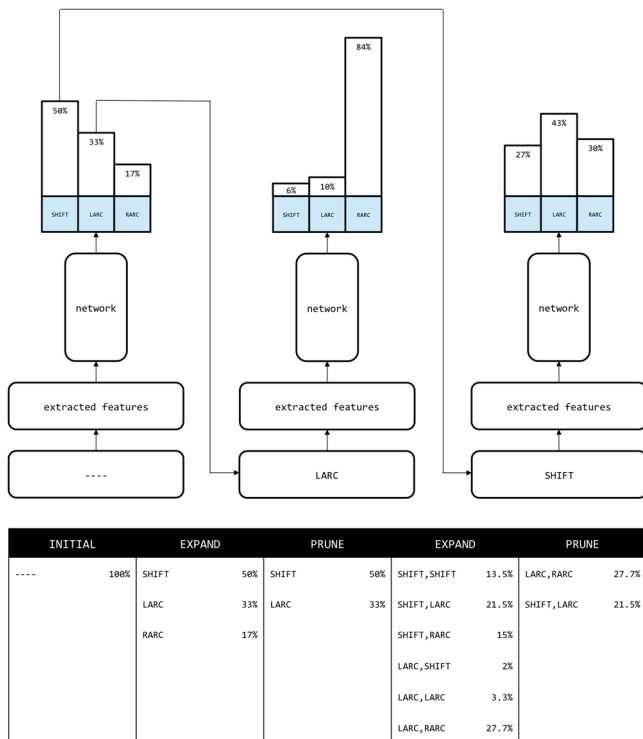 84%
50%
33%
17%
6%
10%
27%
43%
30%
SHIFT LARC RARC
SHIFT LARC RARC
SHIFT LARC RARC
network
network
network
extracted features
extracted features
extracted features
----
LARC
SHIFT
INITIAL EXPAND PRUNE EXPAND PRUNE
---- 100% SHIFT 50% SHIFT 50% SHIFT,SHIFT 13.5% LARC,RARC 27.7%
LARC 33% LARC 33% SHIFT,LARC 21.5% SHIFT,LARC 21.5%
RARC 17% SHIFT,RARC 15%
LARC,SHIFT 2%
LARC,LARC 3.3%
LARC,RARC 27.7%